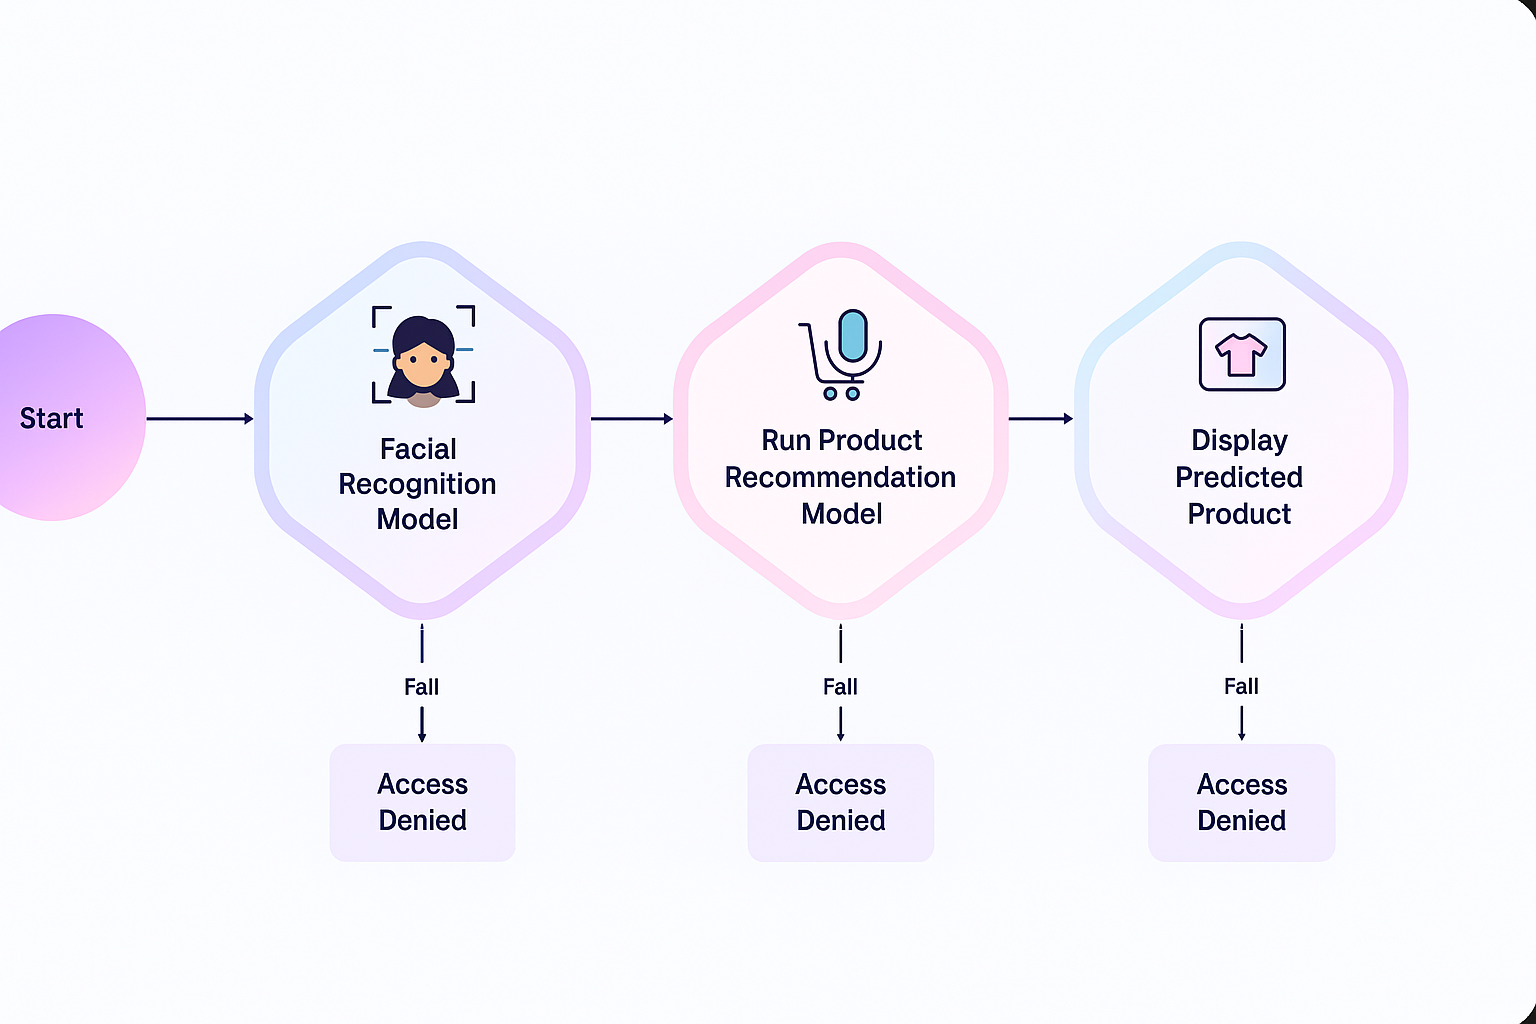 Start
Facial
Recognition
Model
Run Product
Recommendation
Model
Display
Predicted
Product
Fall
Fall
Fall
Access
Denied
Access
Denied
Access
Denied